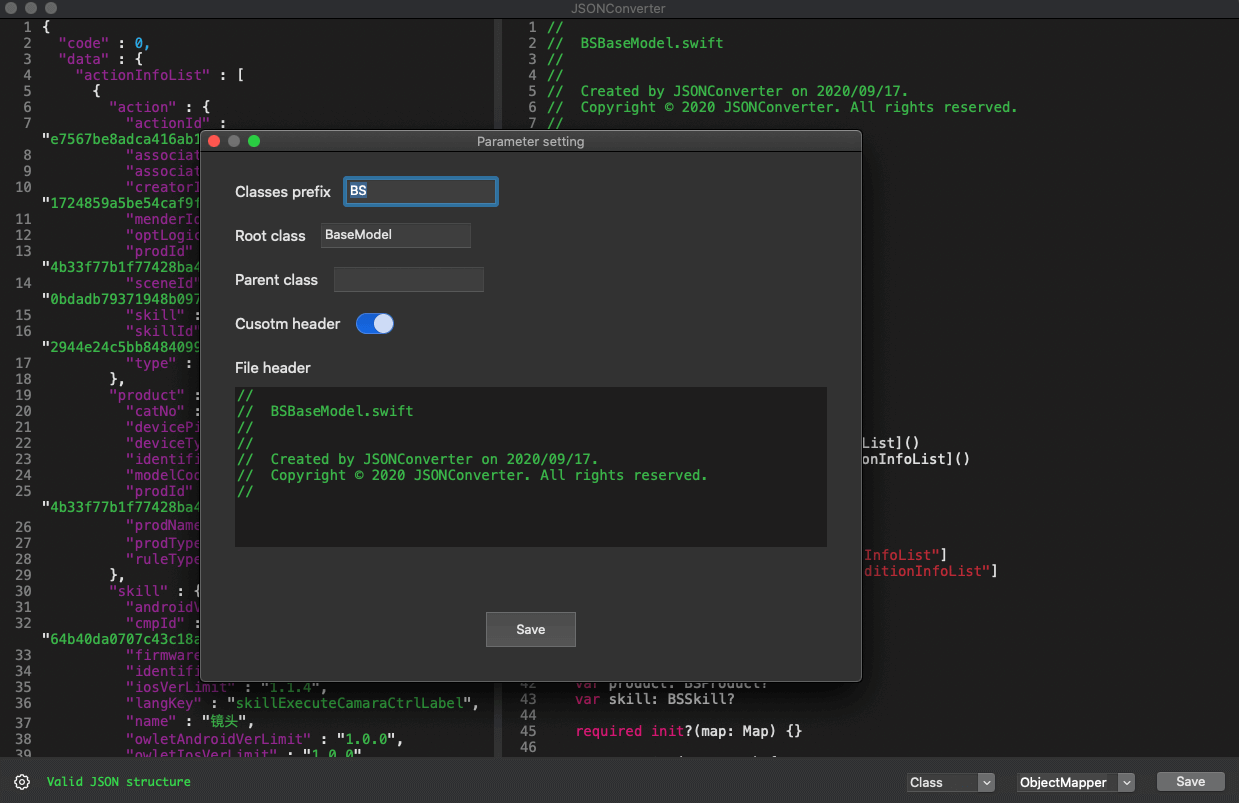 JSONConverter
1 {
2 "code" : 0,
3 "data" : {
4 "actionInfoList" : [
5 {
6 "action" : {
7 "actionId" :
"e7567be8adca416ab1
8 "associat
9 "associat
10 "creatorI
"1724859a5be54caf9f
11 "menderId
12 "optLogic
13 "prodId"
"4b33f77b1f77428ba4
14 "sceneId"
"0bdadb79371948b097
15 "skill" :
16 "skillId"
"2944e24c5bb8484099
17 "type" :
18 },
19 "product" :
20 "catNo" :
21 "devicePi
22 "deviceTy
23 "identifi
24 "modelCod
25 "prodId"
"4b33f77b1f77428ba4
26 "prodName
27 "prodType
28 "ruleType
29 },
30 "skill" : {
31 "androidV
32 "cmpId" :
"64b40da0707c43c18a
33 "firmware
34 "identifi
35 "iosVerLimit" : "1.1.4",
36 "langKey" : "skillExecuteCamaraCtrlLabel",
37 "name" : "镜头",
38 "owletAndroidVerLimit" : "1.0.0",
39 "owletIosVerLimit" : "1.0.0"
1 //
2 // BSBaseModel.swift
3 //
4 //
5 // Created by JSONConverter on 2020/09/17.
6 // Copyright © 2020 JSONConverter. All rights reserved.
7 //
List]()
onInfoList]()
InfoList"]
ditionInfoList"]
42 var product: BSProduct?
43 var skill: BSSkill?
44
45 required init?(map: Map) {}
46
Parameter setting
Classes prefix BS
Root class BaseModel
Parent class
Cusotm header
File header
//
// BSBaseModel.swift
//
//
// Created by JSONConverter on 2020/09/17.
// Copyright © 2020 JSONConverter. All rights reserved.
//
Save
Valid JSON structure
Class
ObjectMapper
Save